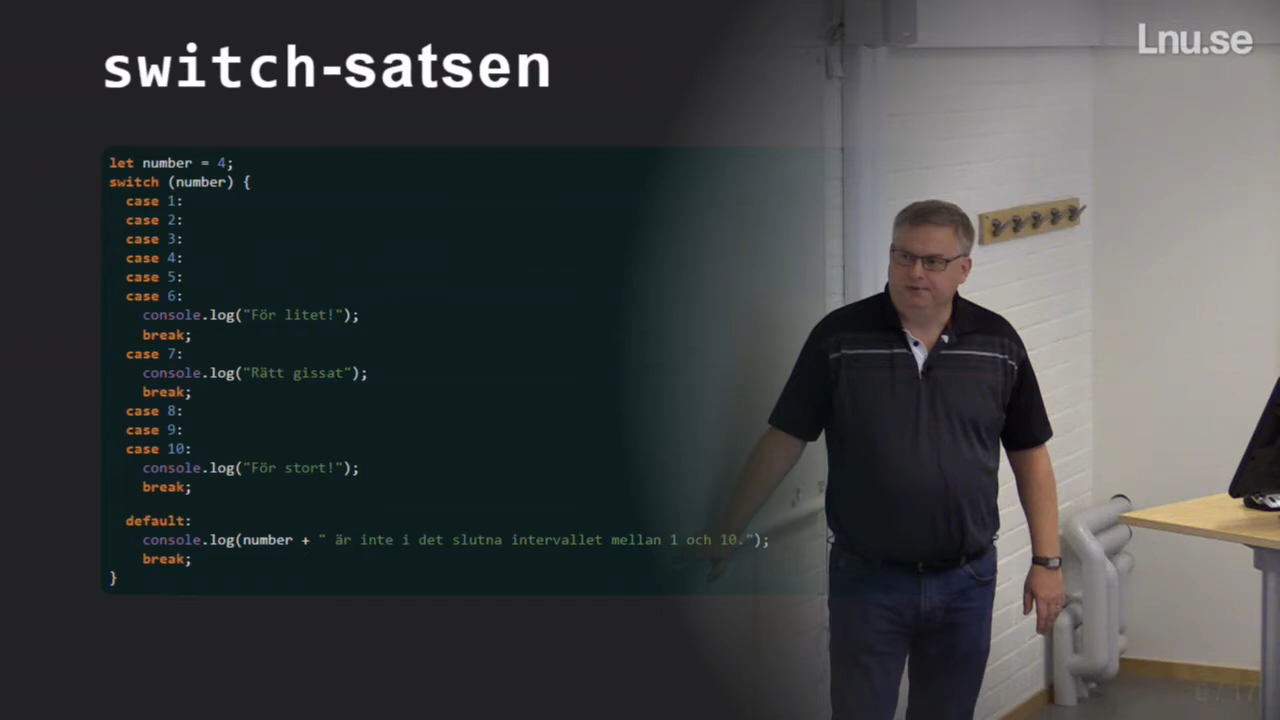 switch-satsen
Lnu.se
let number = 4;
switch (number) {
  case 1:
  case 2:
  case 3:
  case 4:
  case 5:
  case 6:
    console.log("För litet!");
    break;
  case 7:
    console.log("Rätt gissat");
    break;
  case 8:
  case 9:
  case 10:
    console.log("För stort!");
    break;
  default:
    console.log(number + " är inte i det slutna intervallet mellan 1 och 10.");
    break;
}